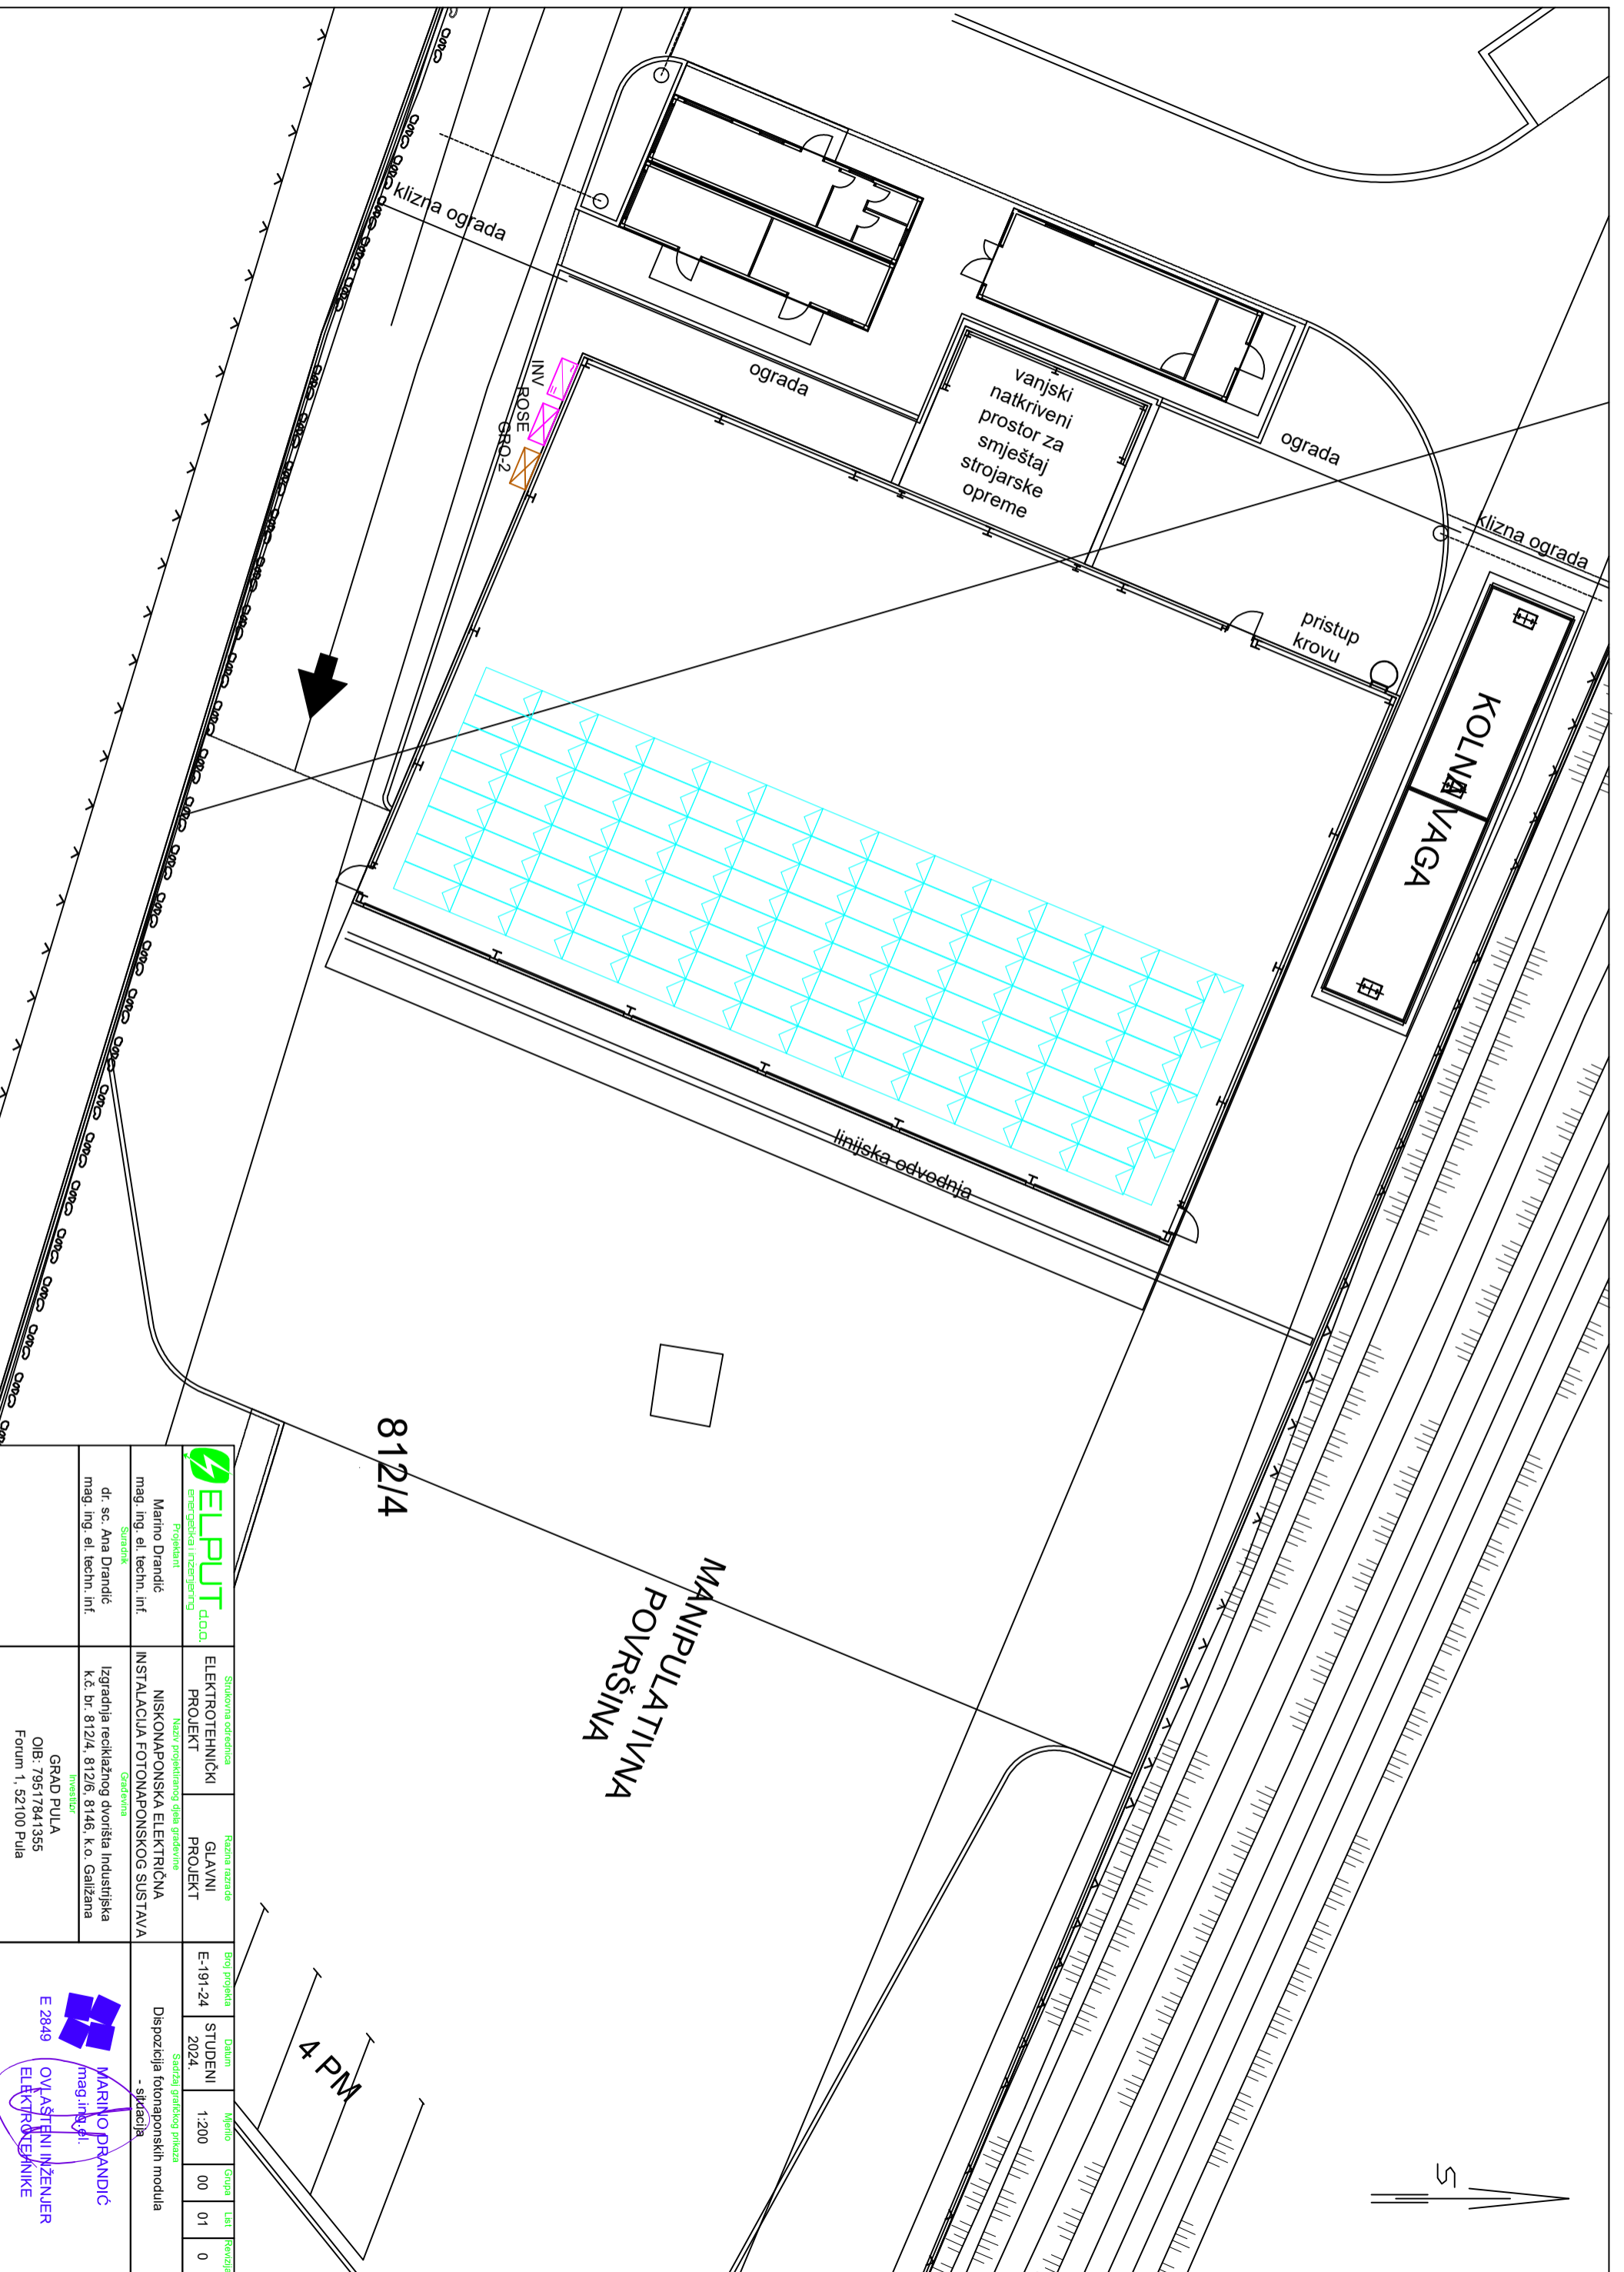 klizna ograda
INV
ROSE
GRO-2
ograda
vanjski
natkriveni
prostor za
smještaj
strojarske
opreme
ograda
klizna ograda
pristup
krovu
KOLNA VAGA
linijska odvodnja
812/4
MANIPULATIVNA
POVRŠINA
4 PM
S
ELPUT d.o.o.
energetika i inženjering
Strukovna odrednica
ELEKTROTEHNIČKI
PROJEKT
Razina razrade
GLAVNI
PROJEKT
Broj projekta
E-191-24
Datum
STUDENI
2024.
Mjerilo
1:200
Grupa
00
List
01
Revizija
0
Projektant
Marino Drandić
mag. ing. el. techn. inf.
Naziv projektiranog djela građevine
NISKONAPONSKA ELEKTRIČNA
INSTALACIJA FOTONAPONSKOG SUSTAVA
Sadržaj grafičkog prikaza
Dispozicija fotonaponskih modula
- situacija
Suradnik
dr. sc. Ana Drandić
mag. ing. el. techn. inf.
Građevina
Izgradnja reciklažnog dvorišta Industrijska
k.č. br. 812/4, 812/6, 8146, k.o. Galižana
Investitor
GRAD PULA
OIB: 79517841355
Forum 1, 52100 Pula
MARINO DRANDIĆ
mag.ing.el.
E 2849
OVLAŠTENI INŽENJER
ELEKTROTEHNIKE